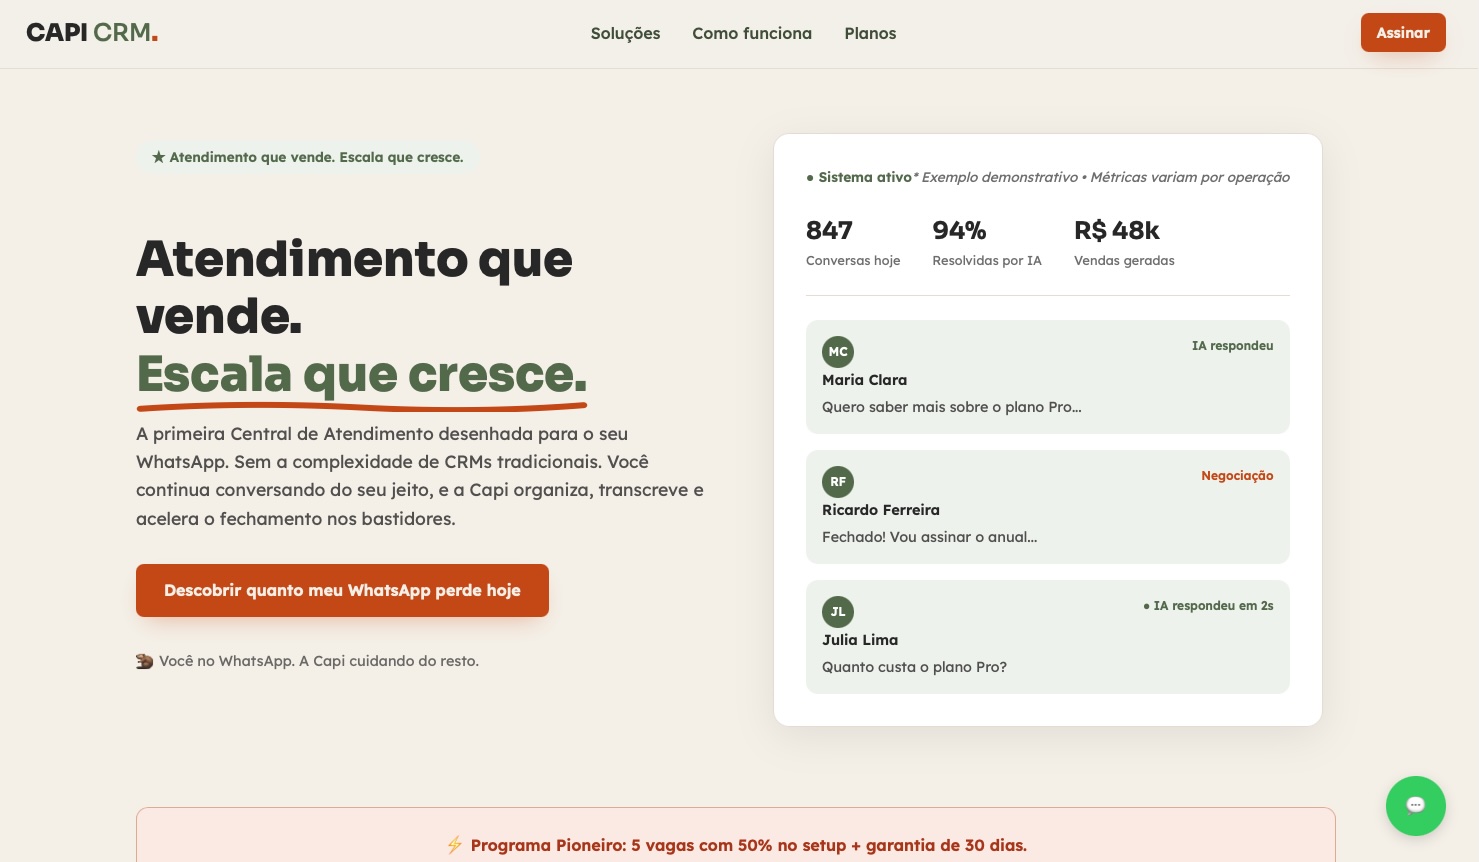 CAPI CRM.
Soluções
Como funciona
Planos
Assinar
★ Atendimento que vende. Escala que cresce.
Atendimento que
vende.
Escala que cresce.
A primeira Central de Atendimento desenhada para o seu
WhatsApp. Sem a complexidade de CRMs tradicionais. Você
continua conversando do seu jeito, e a Capi organiza, transcreve e
acelera o fechamento nos bastidores.
Descobrir quanto meu WhatsApp perde hoje
🦫 Você no WhatsApp. A Capi cuidando do resto.
● Sistema ativo* Exemplo demonstrativo • Métricas variam por operação
847
Conversas hoje
94%
Resolvidas por IA
R$ 48k
Vendas geradas
MC
IA respondeu
Maria Clara
Quero saber mais sobre o plano Pro...
RF
Negociação
Ricardo Ferreira
Fechado! Vou assinar o anual...
JL
● IA respondeu em 2s
Julia Lima
Quanto custa o plano Pro?
⚡ Programa Pioneiro: 5 vagas com 50% no setup + garantia de 30 dias.